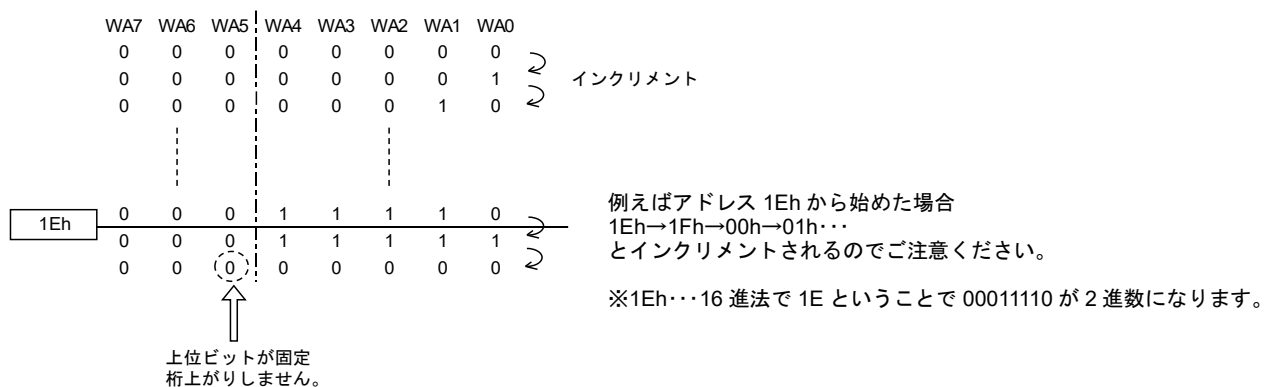 WA7 WA6 WA5 WA4 WA3 WA2 WA1 WA0
0 0 0 0 0 0 0 0
0 0 0 0 0 0 0 1
インクリメント
0 0 0 0 0 0 1 0
1Eh
0 0 0 1 1 1 1 0
0 0 0 1 1 1 1 1
0 0 0 0 0 0 0 0
上位ビットが固定
桁上がりしません。
例えばアドレス 1Eh から始めた場合
1Eh→1Fh→00h→01h･･･
とインクリメントされるのでご注意ください。
※1Eh･･･16 進法で 1E ということで 00011110 が 2 進数になります。